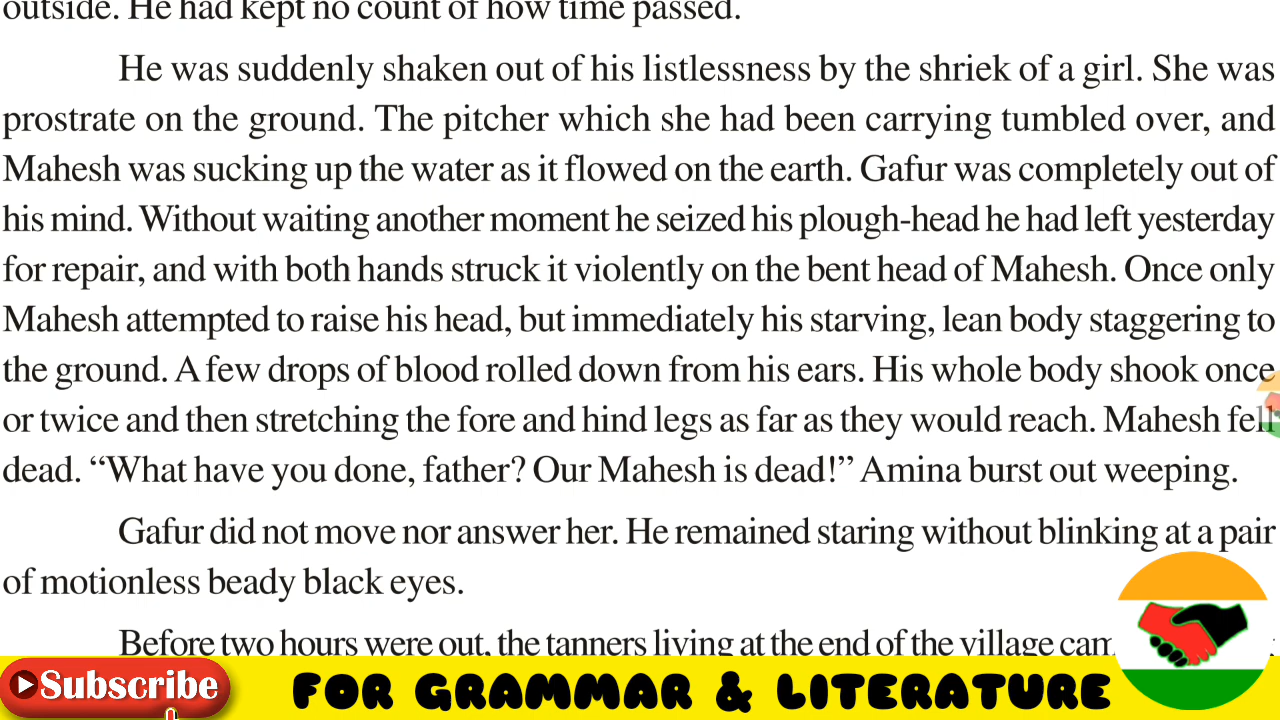 outside. He had kept no count of how time passed.
He was suddenly shaken out of his listlessness by the shriek of a girl. She was
prostrate on the ground. The pitcher which she had been carrying tumbled over, and
Mahesh was sucking up the water as it flowed on the earth. Gafur was completely out of
his mind. Without waiting another moment he seized his plough-head he had left yesterday
for repair, and with both hands struck it violently on the bent head of Mahesh. Once only
Mahesh attempted to raise his head, but immediately his starving, lean body staggering to
the ground. A few drops of blood rolled down from his ears. His whole body shook once
or twice and then stretching the fore and hind legs as far as they would reach. Mahesh fell
dead. “What have you done, father? Our Mahesh is dead!” Amina burst out weeping.
Gafur did not move nor answer her. He remained staring without blinking at a pair
of motionless beady black eyes.
Before two hours were out, the tanners living at the end of the village
Subscribe
FOR GRAMMAR & LITERATURE